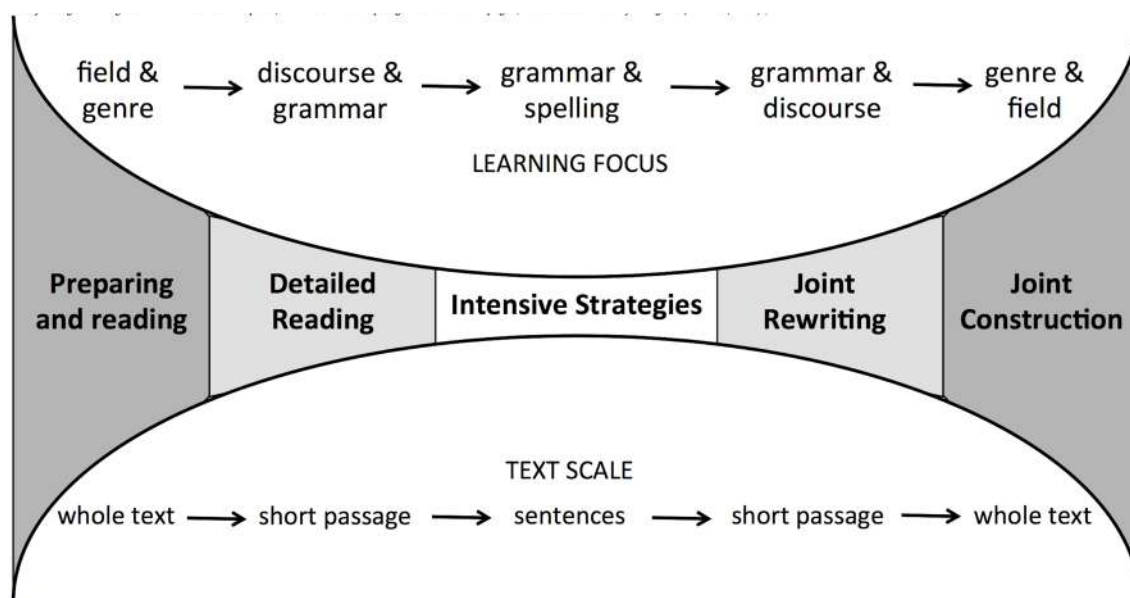 field & genre → discourse & grammar → grammar & spelling → grammar & discourse → genre & field
LEARNING FOCUS
Preparing and reading
Detailed Reading
Intensive Strategies
Joint Rewriting
Joint Construction
TEXT SCALE
whole text → short passage → sentences → short passage → whole text